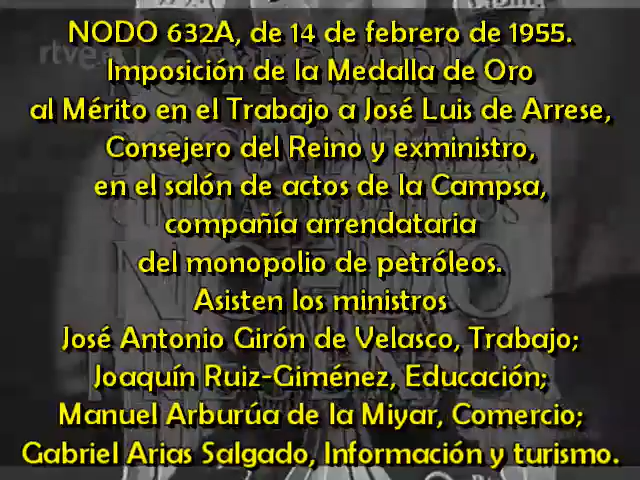 NODO 632A, de 14 de febrero de 1955.
rtve
Imposición de la Medalla de Oro
al Mérito en el Trabajo a José Luis de Arrese,
Consejero del Reino y exministro,
en el salón de actos de la Campsa,
compañía arrendataria
del monopolio de petróleos.
Asisten los ministros
José Antonio Girón de Velasco, Trabajo;
Joaquín Ruiz-Giménez, Educación;
Manuel Arburúa de la Miyar, Comercio;
Gabriel Arias Salgado, Información y turismo.